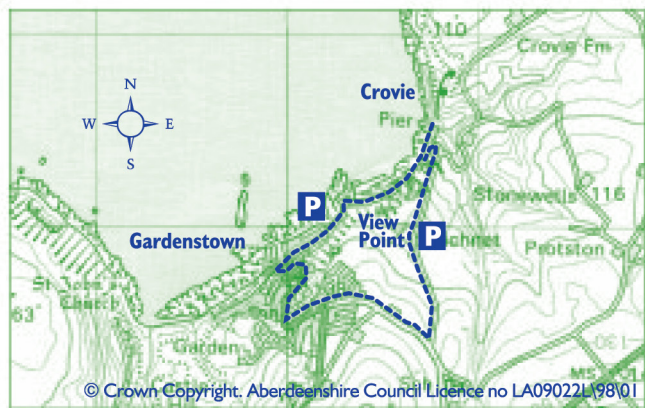 110
Crovie Fm
Crovie
Pier
N
W E
S
Stonewells 116
P
View
Point P
Gardenstown
Protston
St John's
Church
63
Garden
© Crown Copyright. Aberdeenshire Council Licence no LA09022L\98\01